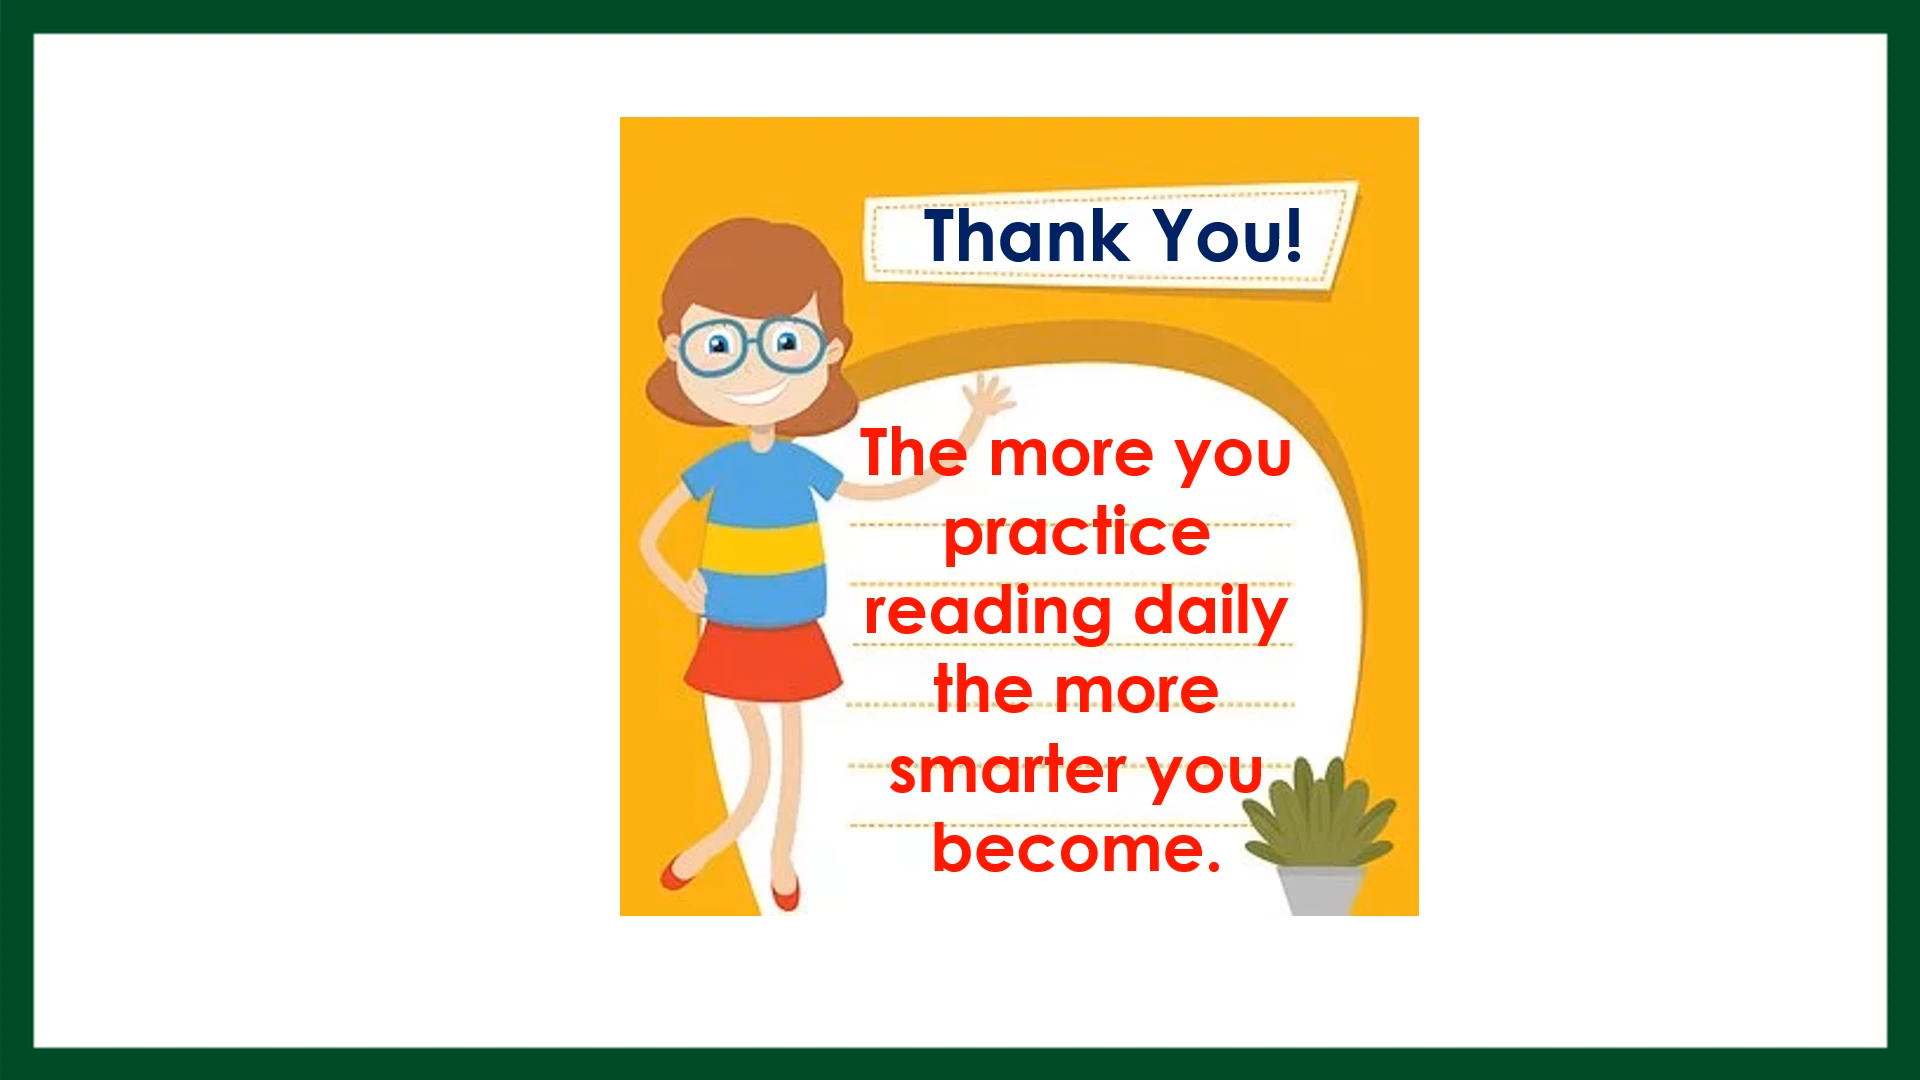 Thank You!
The more you
practice
reading daily
the more
smarter you
become.